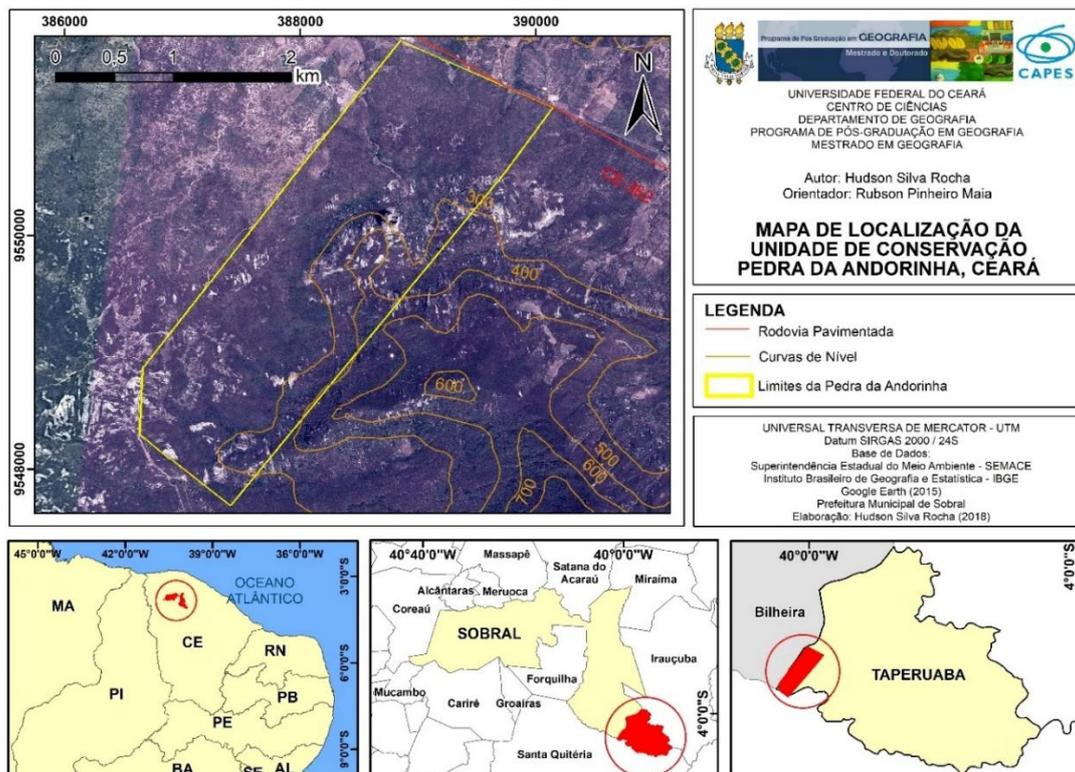 386000
388000
390000
0 0,5 1 2
km
N
9550000
9548000
300
400
600
500
600
700
Programa de Pós Graduação em GEOGRAFIA
Mestrado e Doutorado
CAPES
UNIVERSIDADE FEDERAL DO CEARÁ
CENTRO DE CIÊNCIAS
DEPARTAMENTO DE GEOGRAFIA
PROGRAMA DE PÓS-GRADUAÇÃO EM GEOGRAFIA
MESTRADO EM GEOGRAFIA
Autor: Hudson Silva Rocha
Orientador: Rubson Pinheiro Maia
MAPA DE LOCALIZAÇÃO DA
UNIDADE DE CONSERVAÇÃO
PEDRA DA ANDORINHA, CEARÁ
LEGENDA
Rodovia Pavimentada
Curvas de Nível
Limites da Pedra da Andorinha
UNIVERSAL TRANSVERSA DE MERCATOR - UTM
Datum SIRGAS 2000 / 24S
Base de Dados:
Superintendência Estadual do Meio Ambiente - SEMACE
Instituto Brasileiro de Geografia e Estatística - IBGE
Google Earth (2015)
Prefeitura Municipal de Sobral
Elaboração: Hudson Silva Rocha (2018)
45°0'0"W 42°0'0"W 39°0'0"W 36°0'0"W
3°0'0"S
6°0'0"S
9°0'0"S
OCEANO
ATLÂNTICO
MA
CE
RN
PI
PB
PE
BA
SE
AL
40°40'0"W 40°0'0"W
4°0'0"S
Massapê
Satana do
Acaraú
Miraíma
Alcântaras
Meruoca
Coreaú
SOBRAL
Irauçuba
Forquilha
Mucambo
Cariré
Groaíras
Santa Quitéria
40°0'0"W
4°0'0"S
Bilheira
TAPERUABA